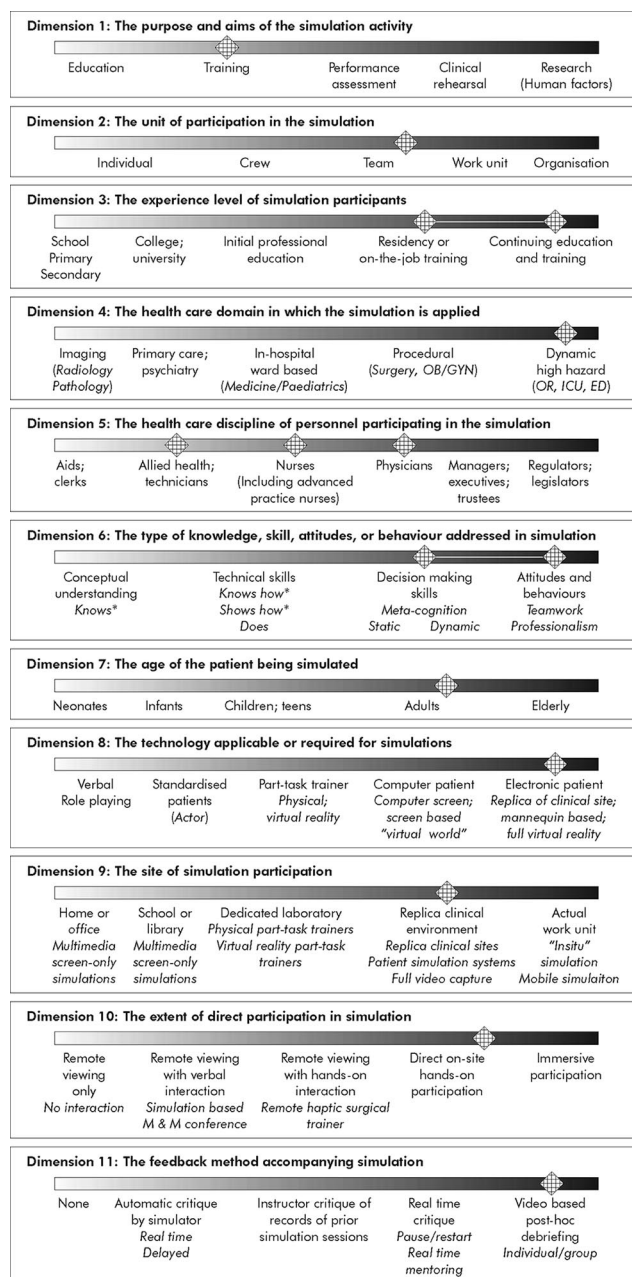 Dimension 1: The purpose and aims of the simulation activity
Education Training Performance Clinical Research
assessment rehearsal (Human factors)
Dimension 2: The unit of participation in the simulation
Individual Crew Team Work unit Organisation
Dimension 3: The experience level of simulation participants
School College; Initial professional Residency or Continuing education
Primary university education on-the-job training and training
Secondary
Dimension 4: The health care domain in which the simulation is applied
Imaging Primary care; In-hospital Procedural Dynamic
(Radiology psychiatry ward based (Surgery, OB/GYN) high hazard
Pathology) (Medicine/Paediatrics) (OR, ICU, ED)
Dimension 5: The health care discipline of personnel participating in the simulation
Aids; Allied health; Nurses Physicians Managers; Regulators;
clerks technicians (Including advanced executives; legislators
practice nurses) trustees
Dimension 6: The type of knowledge, skill, attitudes, or behaviour addressed in simulation
Conceptual Technical skills Decision making Attitudes and
understanding Knows how* skills behaviours
Knows* Shows how* Meta-cognition Teamwork
Does Static Dynamic Professionalism
Dimension 7: The age of the patient being simulated
Neonates Infants Children; teens Adults Elderly
Dimension 8: The technology applicable or required for simulations
Verbal Standardised Part-task trainer Computer patient Electronic patient
Role playing patients Physical; Computer screen; Replica of clinical site;
(Actor) virtual reality screen based mannequin based;
"virtual world" full virtual reality
Dimension 9: The site of simulation participation
Home or School or Dedicated laboratory Replica clinical Actual
office library Physical part-task trainers environment work unit
Multimedia Multimedia Virtual reality part-task Replica clinical sites "Insitu"
screen-only screen-only trainers Patient simulation systems simulation
simulations simulations Full video capture Mobile simulaiton
Dimension 10: The extent of direct participation in simulation
Remote Remote viewing Remote viewing Direct on-site Immersive
viewing with verbal with hands-on hands-on participation
only interaction interaction participation
No interaction Simulation based Remote haptic surgical
M & M conference trainer
Dimension 11: The feedback method accompanying simulation
None Automatic critique Instructor critique of Real time Video based
by simulator records of prior critique post-hoc
Real time simulation sessions Pause/restart debriefing
Delayed Real time Individual/group
mentoring